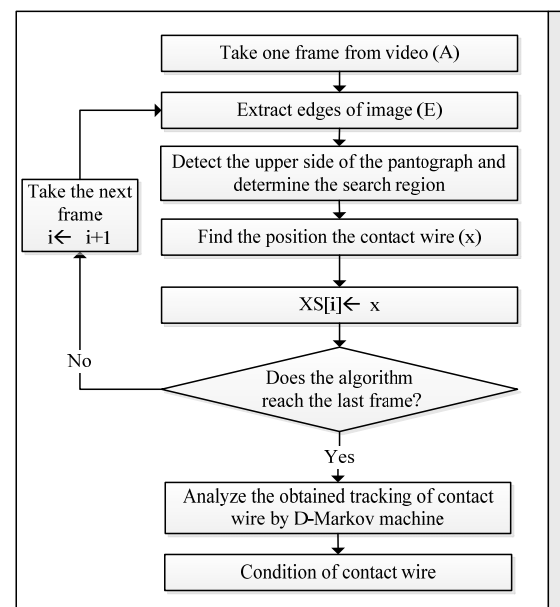 Take one frame from video (A)
Extract edges of image (E)
Detect the upper side of the pantograph and
determine the search region
Take the next
frame
i← i+1
Find the position the contact wire (x)
XS[i]← x
No
Does the algorithm
reach the last frame?
Yes
Analyze the obtained tracking of contact
wire by D-Markov machine
Condition of contact wire